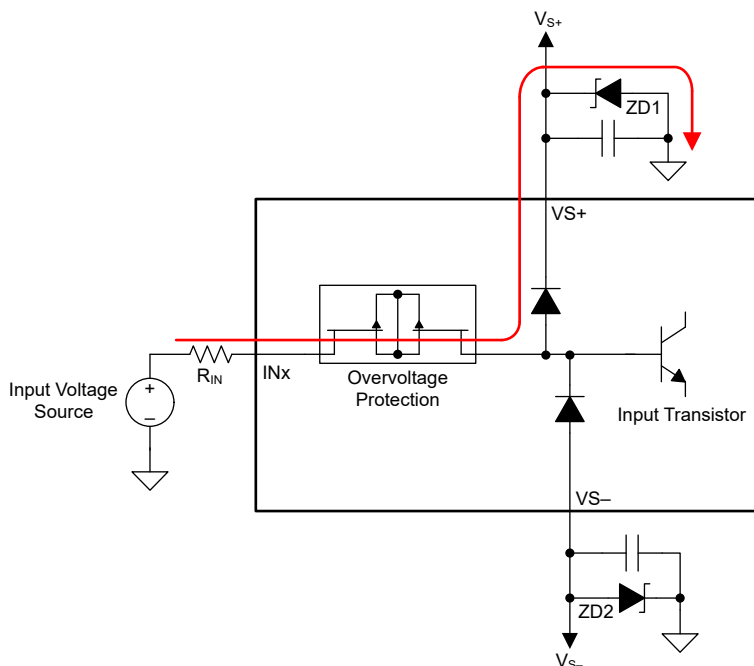 VS+
ZD1
VS+
+
–
Input Voltage
Source
RIN
INx
Overvoltage
Protection
Input Transistor
VS–
ZD2
VS–